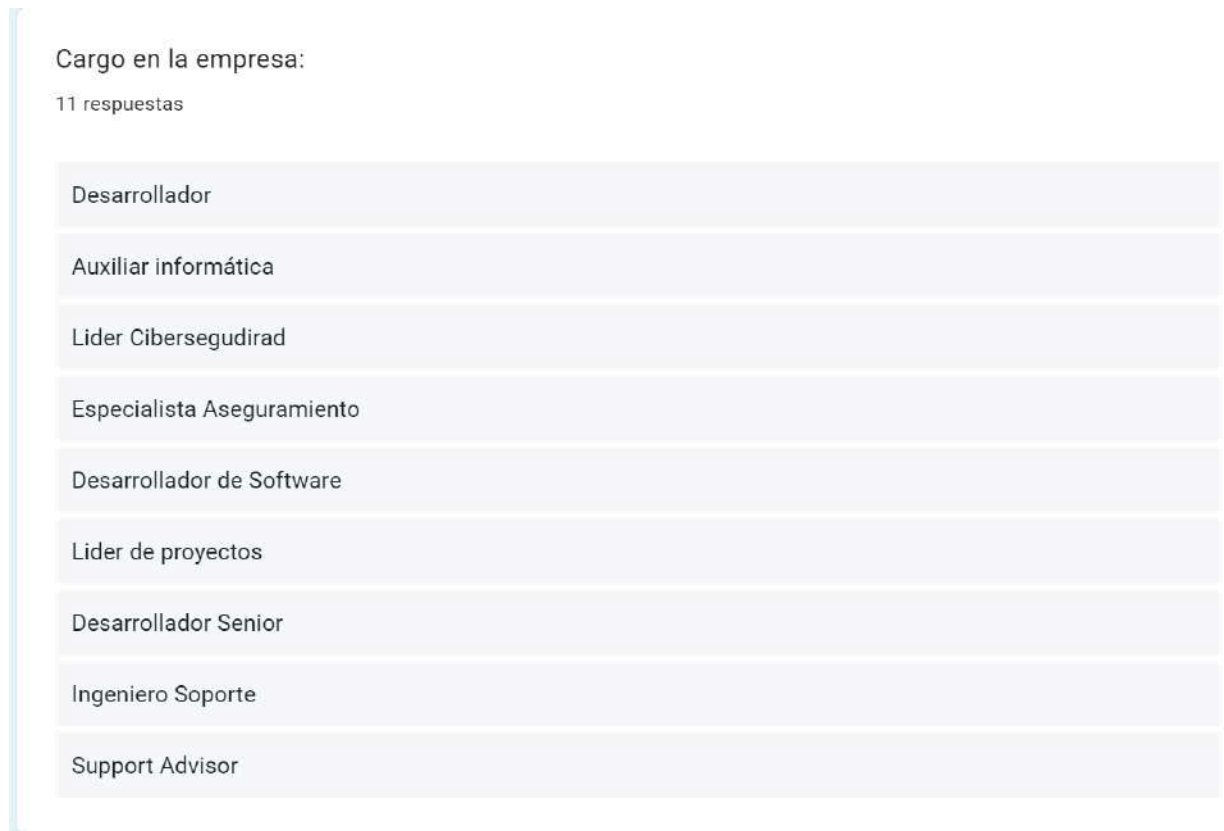 Cargo en la empresa:
11 respuestas
Desarrollador
Auxiliar informática
Lider Cibersegudirad
Especialista Aseguramiento
Desarrollador de Software
Lider de proyectos
Desarrollador Senior
Ingeniero Soporte
Support Advisor